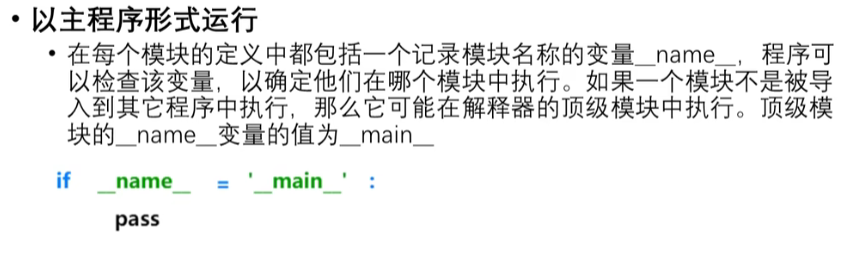 • 以主程序形式运行
• 在每个模块的定义中都包括一个记录模块名称的变量__name__，程序可
以检查该变量，以确定他们在哪个模块中执行。如果一个模块不是被导
入到其它程序中执行，那么它可能在解释器的顶级模块中执行。顶级模
块的__name__变量的值为__main__
if __name__ = '__main__' :
pass